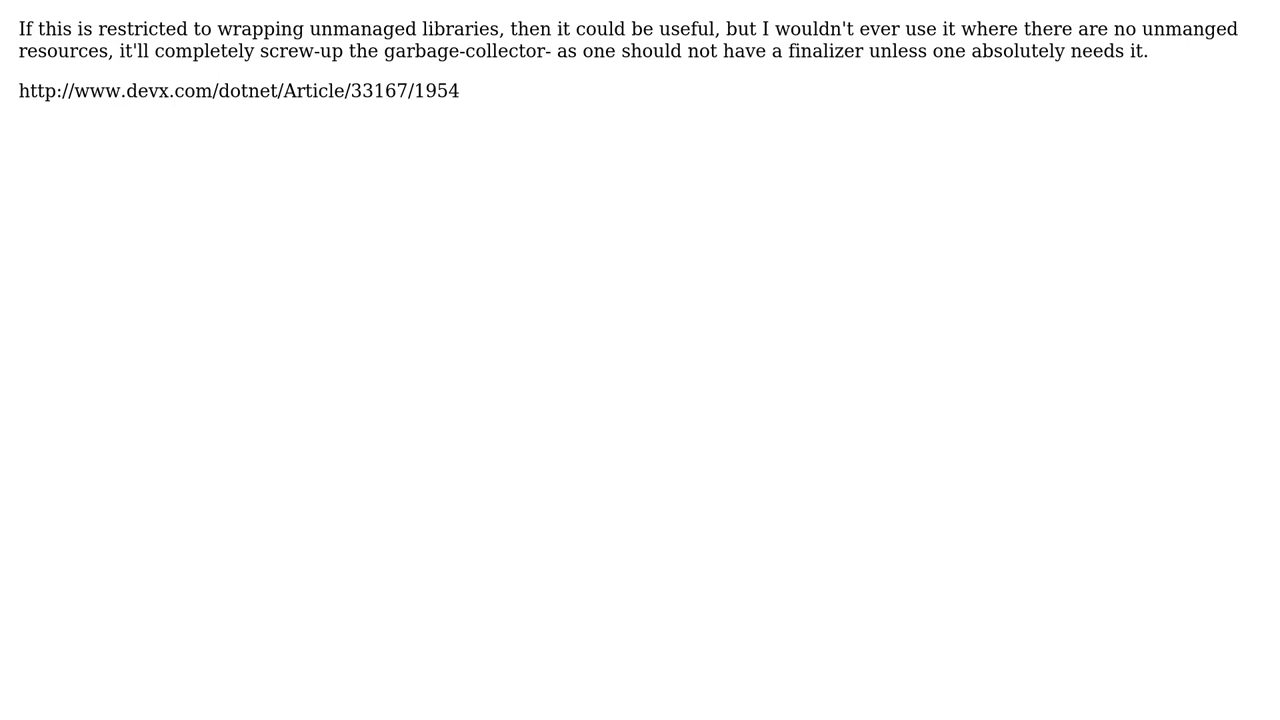 If this is restricted to wrapping unmanaged libraries, then it could be useful, but I wouldn't ever use it where there are no unmanged
resources, it'll completely screw-up the garbage-collector- as one should not have a finalizer unless one absolutely needs it.
http://www.devx.com/dotnet/Article/33167/1954